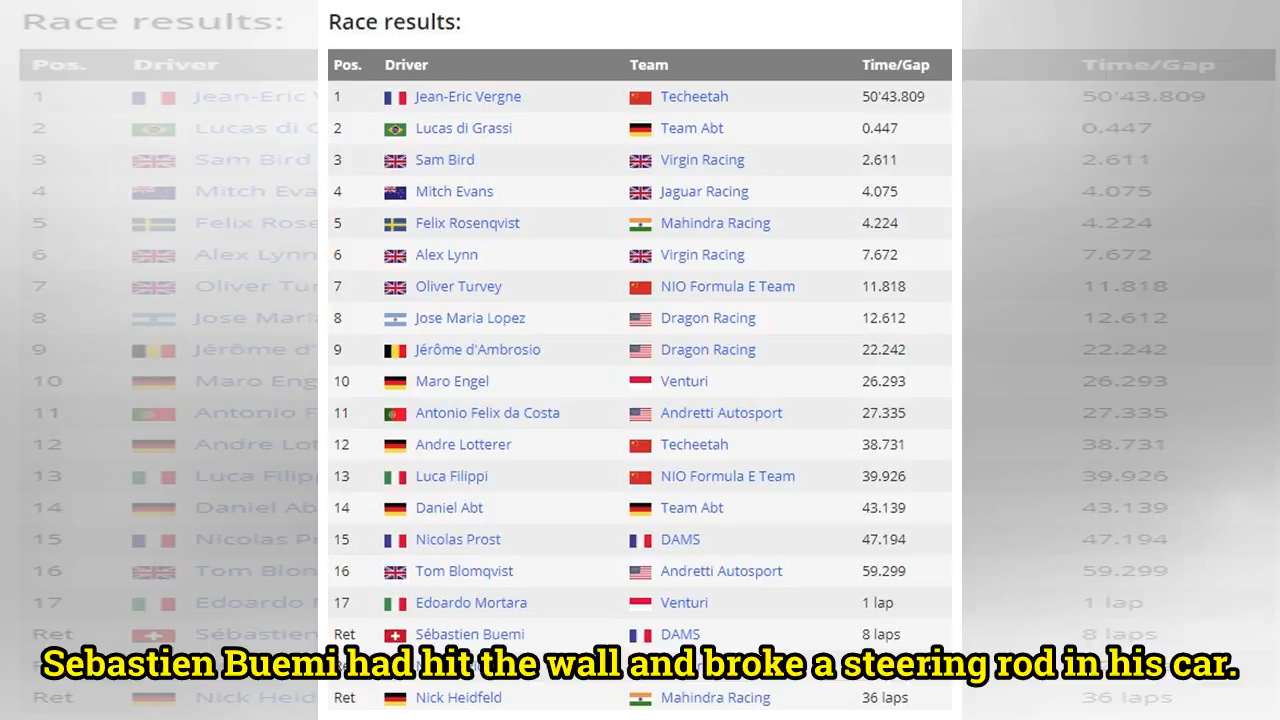 Race results:
Pos. Driver Team Time/Gap
1 Jean-Eric Vergne Techeetah 50'43.809
2 Lucas di Grassi Team Abt 0.447
3 Sam Bird Virgin Racing 2.611
4 Mitch Evans Jaguar Racing 4.075
5 Felix Rosenqvist Mahindra Racing 4.224
6 Alex Lynn Virgin Racing 7.672
7 Oliver Turvey NIO Formula E Team 11.818
8 Jose Maria Lopez Dragon Racing 12.612
9 Jérôme d'Ambrosio Dragon Racing 22.242
10 Maro Engel Venturi 26.293
11 Antonio Felix da Costa Andretti Autosport 27.335
12 Andre Lotterer Techeetah 38.731
13 Luca Filippi NIO Formula E Team 39.926
14 Daniel Abt Team Abt 43.139
15 Nicolas Prost DAMS 47.194
16 Tom Blomqvist Andretti Autosport 59.299
17 Edoardo Mortara Venturi 1 lap
Ret Sébastien Buemi DAMS 8 laps
Sebastien Buemi had hit the wall and broke a steering rod in his car.
Ret Nick Heidfeld Mahindra Racing 36 laps